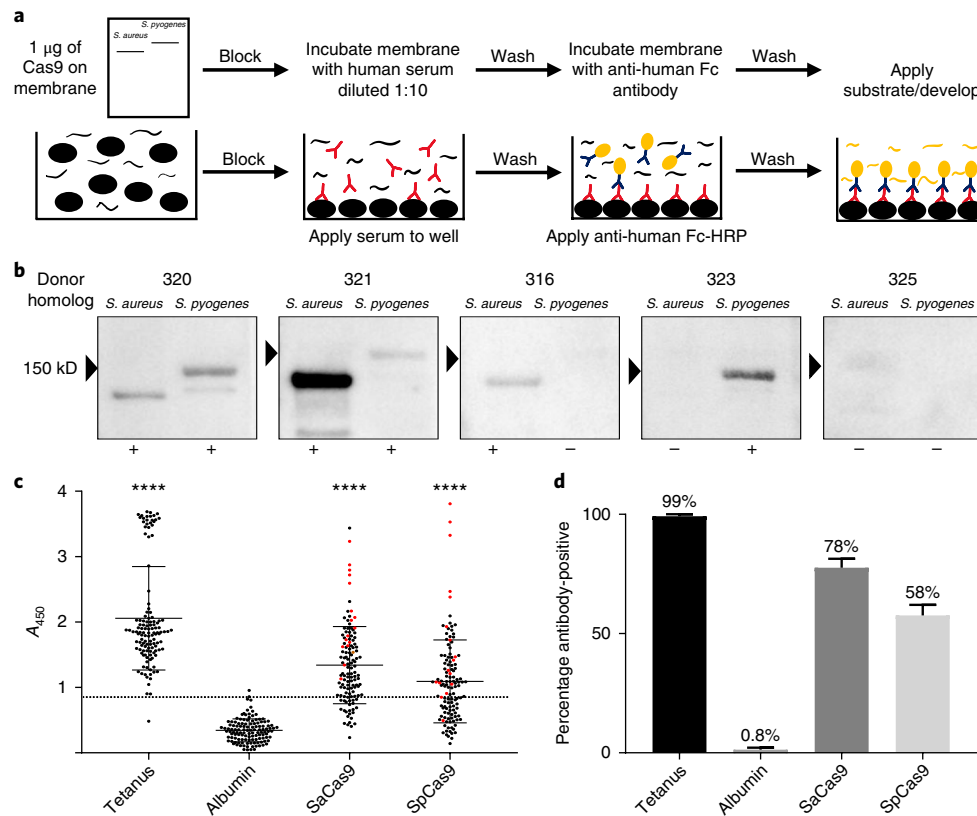 a
S. pyogenes
S. aureus
1 μg of
Cas9 on
membrane
Block
Incubate membrane
with human serum
diluted 1:10
Wash
Incubate membrane
with anti-human Fc
antibody
Wash
Apply
substrate/develop
Block
Wash
Wash
Apply serum to well
Apply anti-human Fc-HRP
b
Donor 320 321 316 323 325
homolog S. aureus S. pyogenes S. aureus S. pyogenes S. aureus S. pyogenes S. aureus S. pyogenes S. aureus S. pyogenes
150 kD
+ + + + + – – + – –
c
**** **** ****
4
3
2
1
A450
Tetanus
Albumin
SaCas9
SpCas9
d
99%
78%
58%
0.8%
100
50
0
Percentage antibody-positive
Tetanus
Albumin
SaCas9
SpCas9